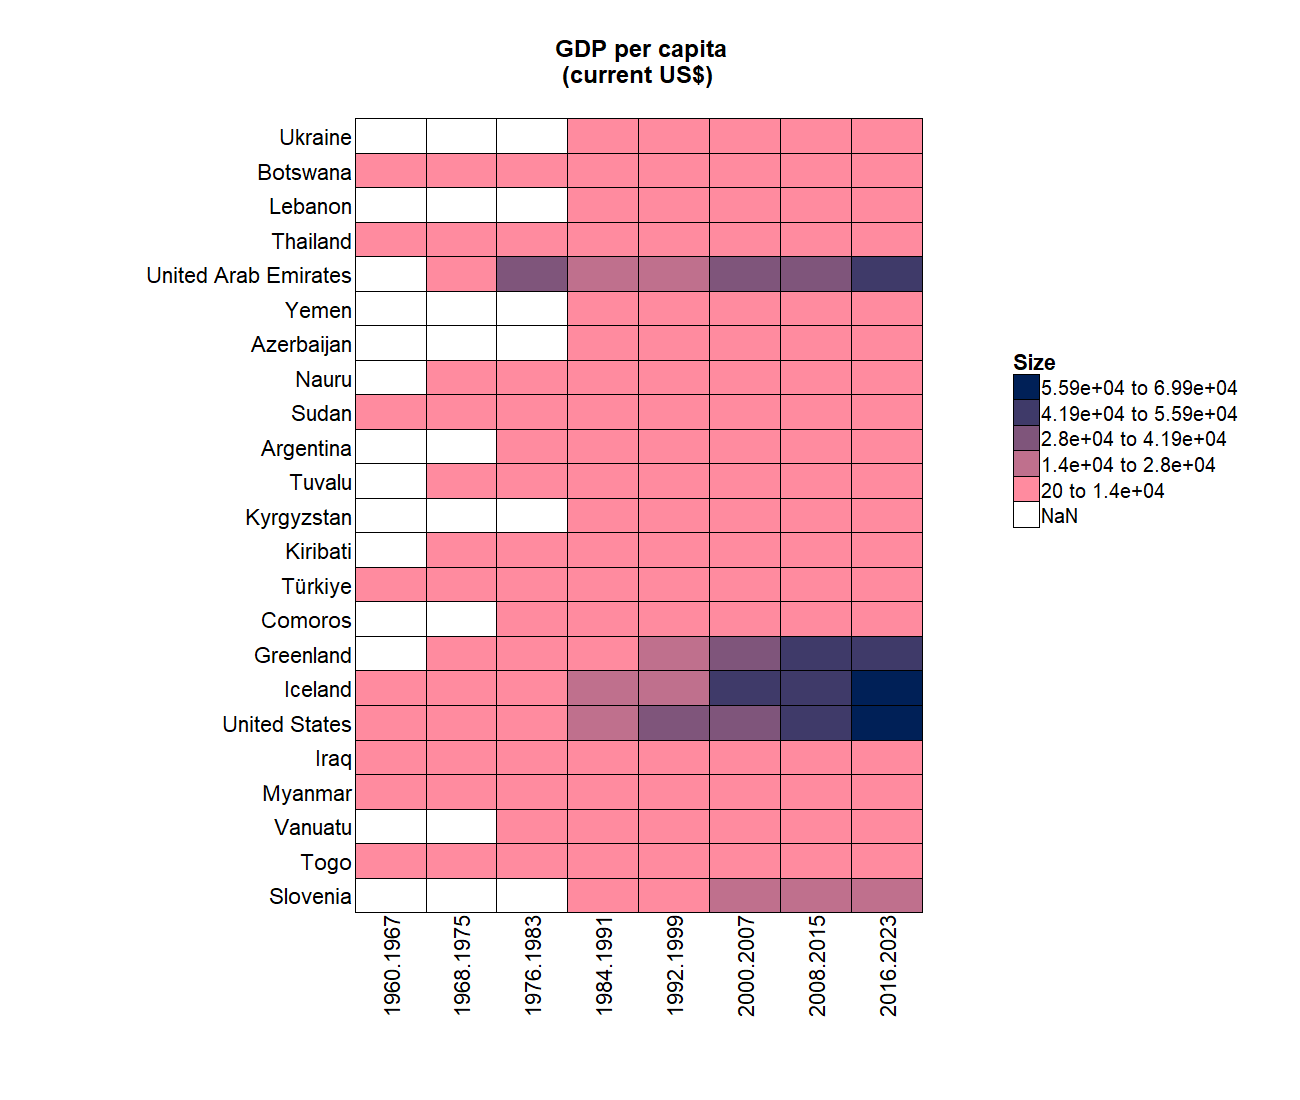 GDP per capita
(current US$)
Ukraine
Botswana
Lebanon
Thailand
United Arab Emirates
Yemen
Azerbaijan
Nauru
Sudan
Argentina
Tuvalu
Kyrgyzstan
Kiribati
Türkiye
Comoros
Greenland
Iceland
United States
Iraq
Myanmar
Vanuatu
Togo
Slovenia
1960.1967
1968.1975
1976.1983
1984.1991
1992.1999
2000.2007
2008.2015
2016.2023
Size
5.59e+04 to 6.99e+04
4.19e+04 to 5.59e+04
2.8e+04 to 4.19e+04
1.4e+04 to 2.8e+04
20 to 1.4e+04
NaN